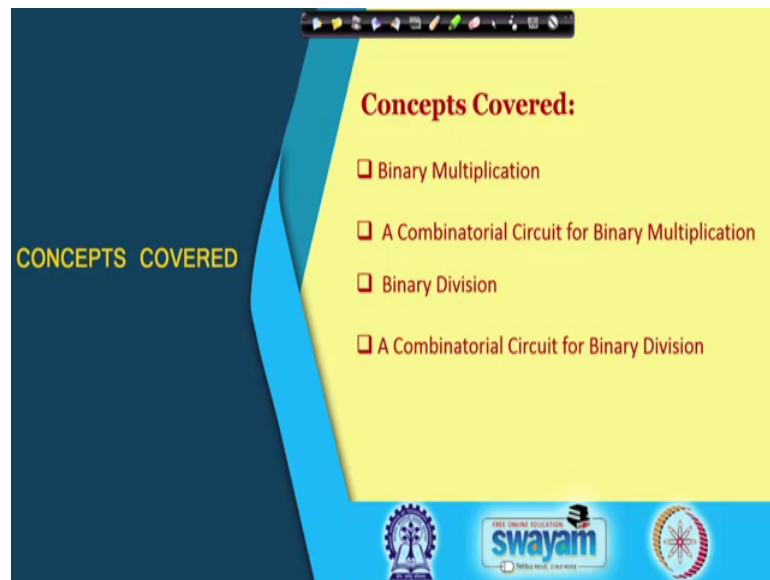 Concepts Covered:
Binary Multiplication
A Combinatorial Circuit for Binary Multiplication
CONCEPTS COVERED
Binary Division
A Combinatorial Circuit for Binary Division
FREE ONLINE EDUCATION
swayam